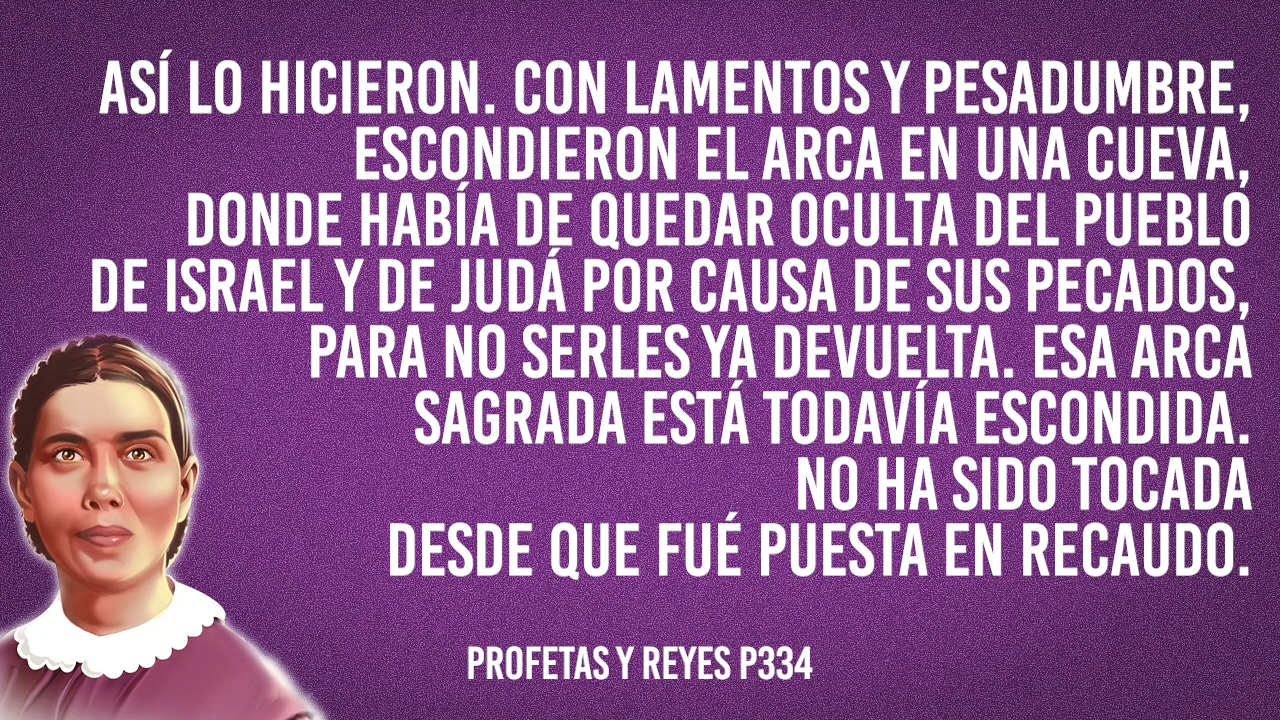 ASÍ LO HICIERON. CON LAMENTOS Y PESADUMBRE,
ESCONDIERON EL ARCA EN UNA CUEVA,
DONDE HABÍA DE QUEDAR OCULTA DEL PUEBLO
DE ISRAEL Y DE JUDÁ POR CAUSA DE SUS PECADOS,
PARA NO SERLES YA DEVUELTA. ESA ARCA
SAGRADA ESTÁ TODAVÍA ESCONDIDA.
NO HA SIDO TOCADA
DESDE QUE FUÉ PUESTA EN RECAUDO.
PROFETAS Y REYES P334